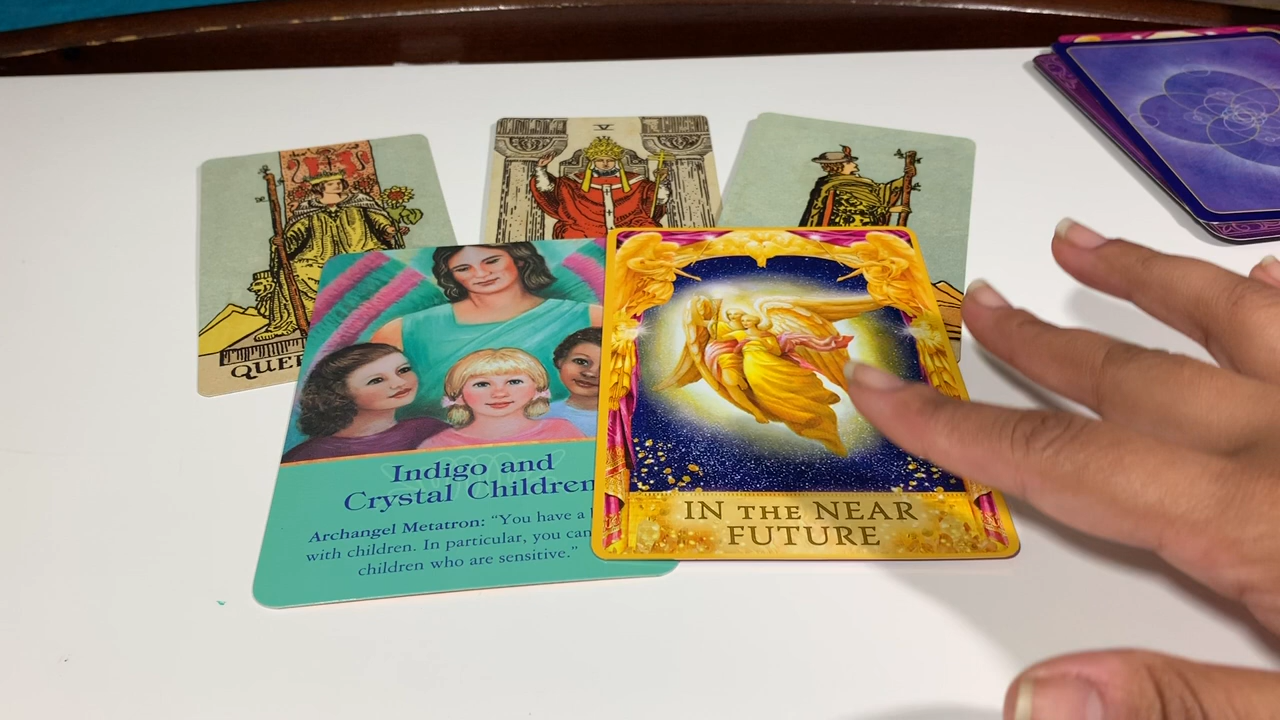 V
QUE
Indigo and
Crystal Children
Archangel Metatron: “You have a
with children. In particular, you can
children who are sensitive.”
IN THE NEAR
FUTURE